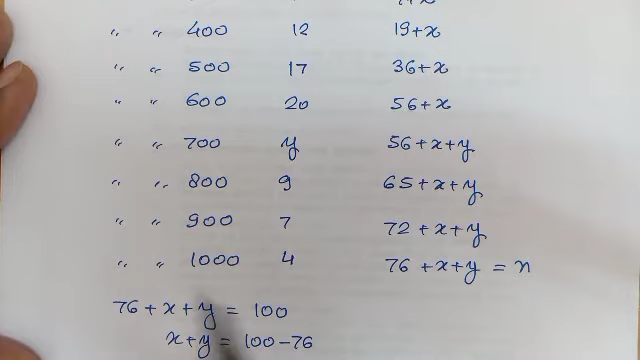 " " 400 12 19+x
" " 500 17 36+x
" " 600 20 56+x
" " 700 y 56+x+y
" " 800 9 65+x+y
" " 900 7 72+x+y
" " 1000 4 76+x+y = n
76+x+y = 100
x+y = 100-76